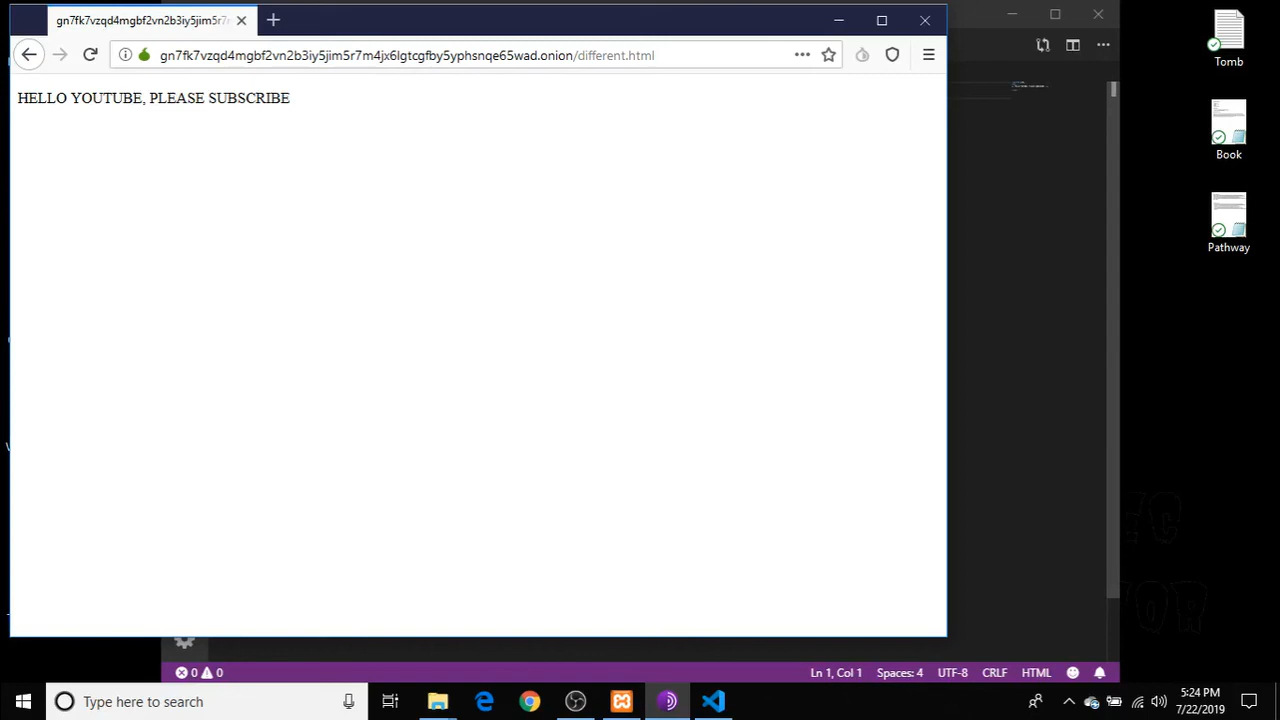 gn7fk7vzqd4mgbf2vn2b3iy5jim5r7
gn7fk7vzqd4mgbf2vn2b3iy5jim5r7m4jx6lgtcgfby5yphsnqe65wad.onion/different.html
HELLO YOUTUBE, PLEASE SUBSCRIBE
Tomb
Book
Pathway
0 0
Ln 1, Col 1 Spaces: 4 UTF-8 CRLF HTML
Type here to search
5:24 PM
7/22/2019